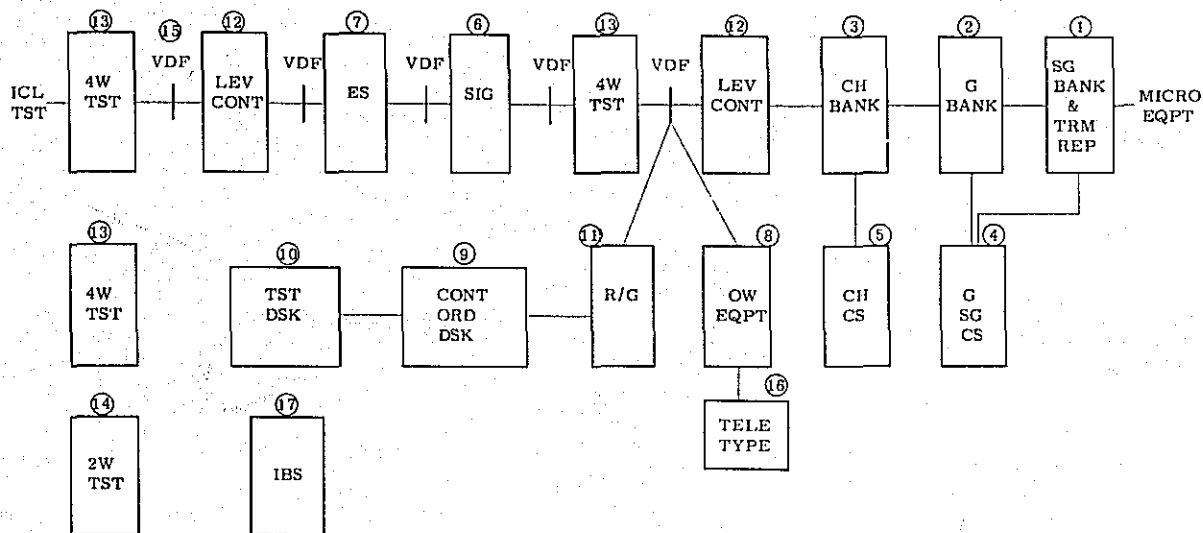 13
15
12
7
6
13
12
3
2
1
ICL
TST
4W
TST
VDF
LEV
CONT
VDF
ES
VDF
SIG
VDF
4W
TST
VDF
LEV
CONT
CH
BANK
G
BANK
SG
BANK
&
TRM
REP
MICRO
EQPT
13
4W
TST
10
TST
DSK
9
CONT
ORD
DSK
11
R/G
8
OW
EQPT
5
CH
CS
4
G
SG
CS
14
2W
TST
17
IBS
16
TELE
TYPE